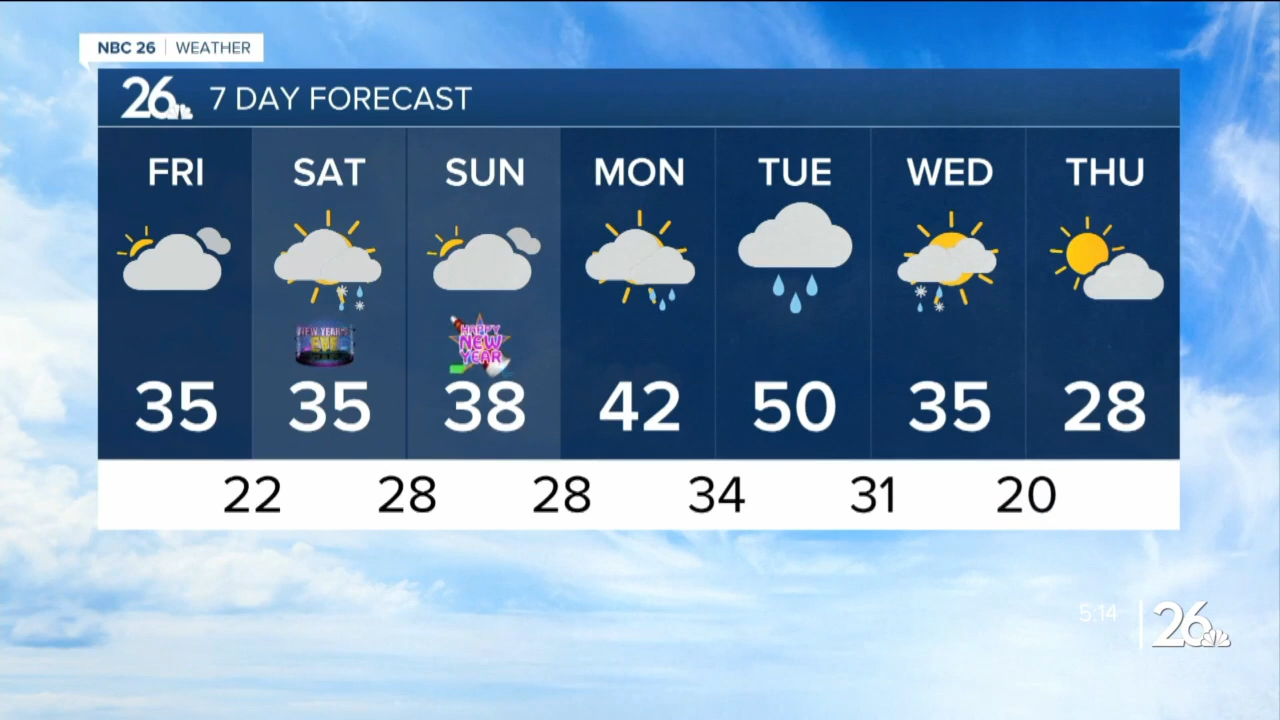 NBC 26 | WEATHER
26 7 DAY FORECAST
FRI SAT SUN MON TUE WED THU
NEW YEAR'S
EVE
HAPPY
NEW
YEAR
35 35 38 42 50 35 28
22 28 28 34 31 20
5:14 26